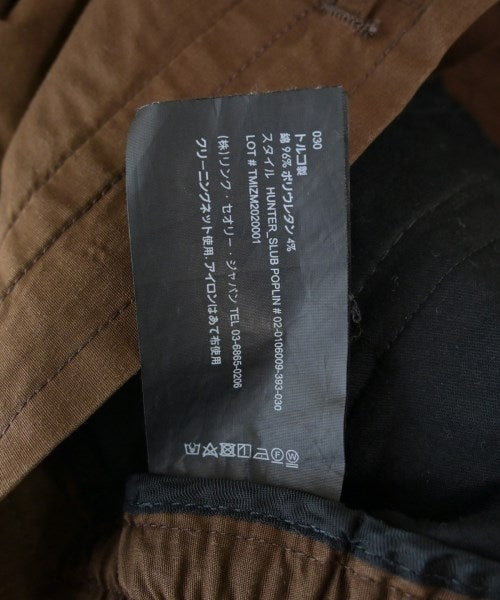 030
トルコ製
綿 96% ポリウレタン 4%
スタイル HUNTER_SLUB POPLIN # 02-0106009-393-030
LOT # TMIZM2020001
(株)リンク・セオリー・ジャパン TEL 03-6865-0206
クリーニングネット使用, アイロンはあて布使用